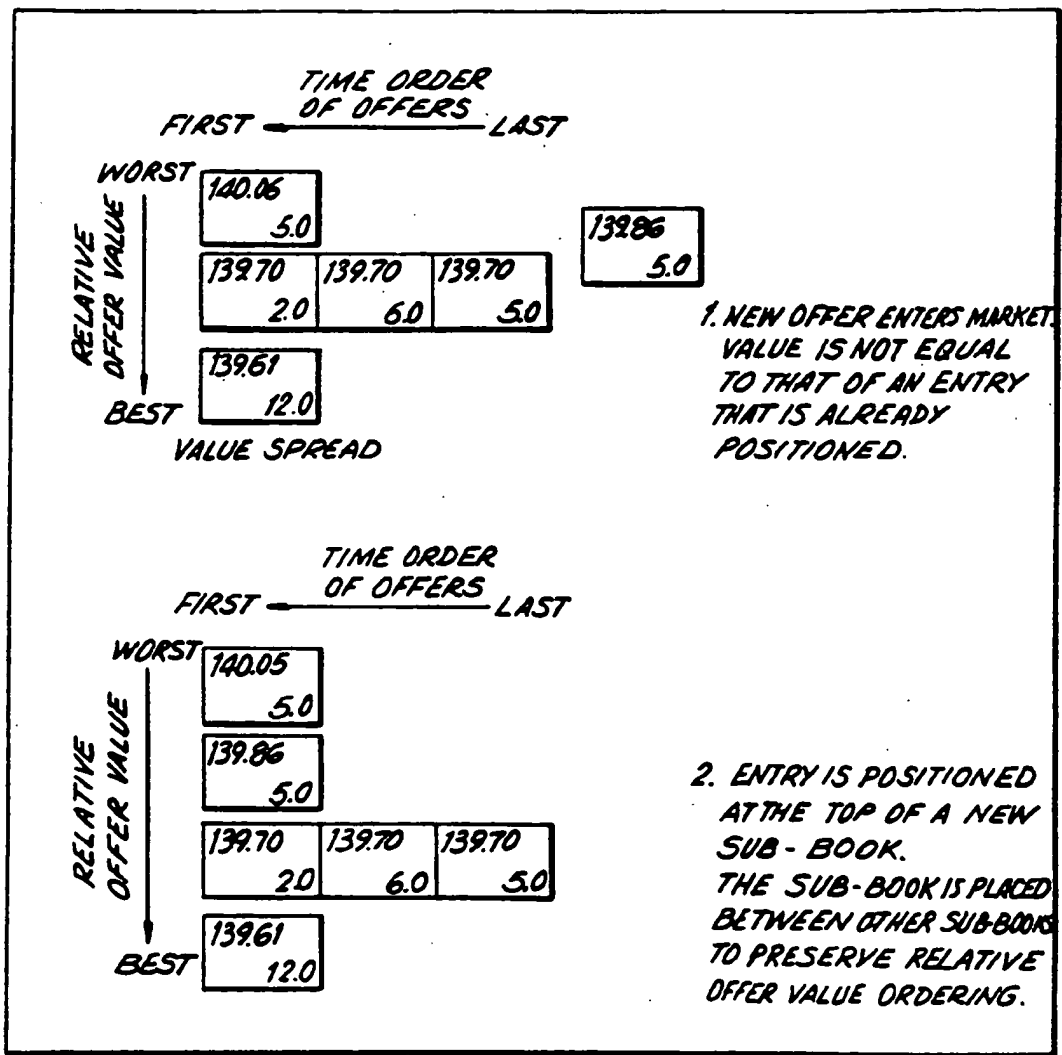 TIME ORDER
OF OFFERS
FIRST LAST
WORST
RELATIVE
OFFER VALUE
BEST
140.06
5.0
139.70 139.70 139.70
2.0 6.0 5.0
139.61
12.0
VALUE SPREAD
139.86
5.0
1. NEW OFFER ENTERS MARKET.
VALUE IS NOT EQUAL
TO THAT OF AN ENTRY
THAT IS ALREADY
POSITIONED.
TIME ORDER
OF OFFERS
FIRST LAST
WORST
RELATIVE
OFFER VALUE
BEST
140.05
5.0
139.86
5.0
139.70 139.70 139.70
2.0 6.0 5.0
139.61
12.0
2. ENTRY IS POSITIONED
AT THE TOP OF A NEW
SUB-BOOK.
THE SUB-BOOK IS PLACED
BETWEEN OTHER SUB-BOOKS
TO PRESERVE RELATIVE
OFFER VALUE ORDERING.